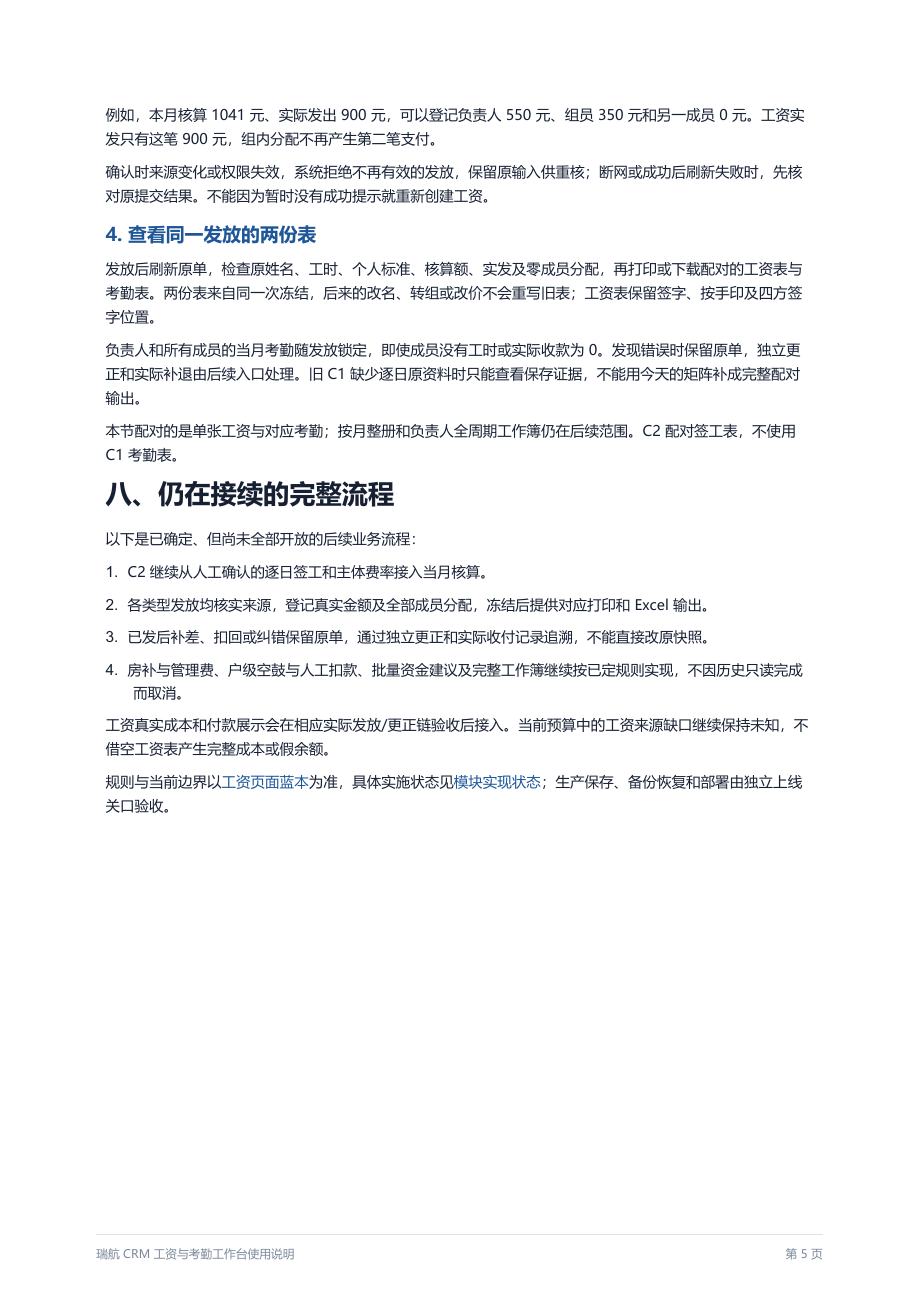 例如，本月核算 1041 元、实际发出 900 元，可以登记负责人 550 元、组员 350 元和另一成员 0 元。工资实
发只有这笔 900 元，组内分配不再产生第二笔支付。
确认时来源变化或权限失效，系统拒绝不再有效的发放，保留原输入供重核；断网或成功后刷新失败时，先核
对原提交结果。不能因为暂时没有成功提示就重新创建工资。
4. 查看同一发放的两份表
发放后刷新原单，检查原姓名、工时、个人标准、核算额、实发及零成员分配，再打印或下载配对的工资表与
考勤表。两份表来自同一次冻结，后来的改名、转组或改价不会重写旧表；工资表保留签字、按手印及四方签
字位置。
负责人和所有成员的当月考勤随发放锁定，即使成员没有工时或实际收款为 0。发现错误时保留原单，独立更
正和实际补退由后续入口处理。旧 C1 缺少逐日原资料时只能查看保存证据，不能用今天的矩阵补成完整配对
输出。
本节配对的是单张工资与对应考勤；按月整册和负责人全周期工作簿仍在后续范围。C2 配对签工表，不使用
C1 考勤表。
八、仍在接续的完整流程
以下是已确定、但尚未全部开放的后续业务流程：
1. C2 继续从人工确认的逐日签工和主体费率接入当月核算。
2. 各类型发放均核实来源，登记真实金额及全部成员分配，冻结后提供对应打印和 Excel 输出。
3. 已发后补差、扣回或纠错保留原单，通过独立更正和实际收付记录追溯，不能直接改原快照。
4. 房补与管理费、户级空鼓与人工扣款、批量资金建议及完整工作簿继续按已定规则实现，不因历史只读完成
而取消。
工资真实成本和付款展示会在相应实际发放/更正链验收后接入。当前预算中的工资来源缺口继续保持未知，不
借空工资表产生完整成本或假余额。
规则与当前边界以工资页面蓝本为准，具体实施状态见模块实现状态；生产保存、备份恢复和部署由独立上线
关口验收。
瑞航 CRM 工资与考勤工作台使用说明
第 5 页